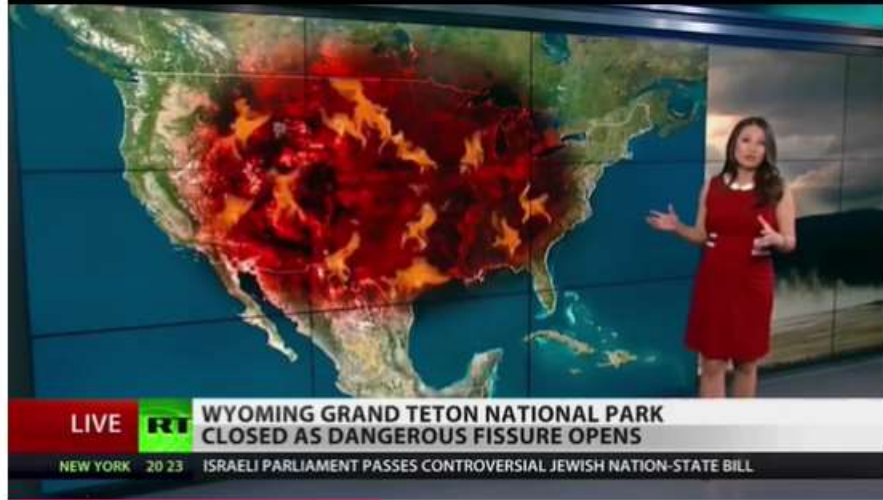 LIVE
RT
WYOMING GRAND TETON NATIONAL PARK
CLOSED AS DANGEROUS FISSURE OPENS
NEW YORK 20 23 ISRAELI PARLIAMENT PASSES CONTROVERSIAL JEWISH NATION-STATE BILL